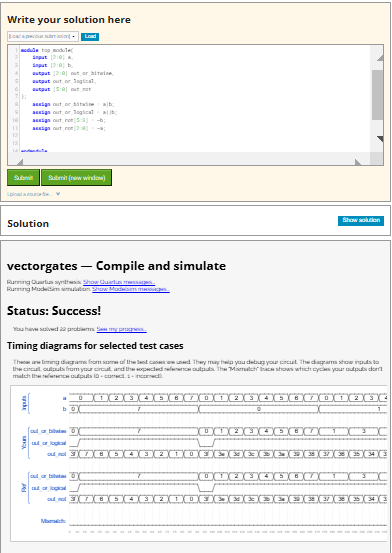 Write your solution here
[Load a previous submission]
Load
1 module top_module(
2 input [2:0] a,
3 input [2:0] b,
4 output [2:0] out_or_bitwise,
5 output out_or_logical,
6 output [5:0] out_not
7 );
8
9 assign out_or_bitwise = a|b;
10 assign out_or_logical = a||b;
11 assign out_not[5:3] = ~b;
12 assign out_not[2:0] = ~a;
13
14 endmodule
Submit Submit (new window)
Upload a source file...
Solution
Show solution
vectorgates — Compile and simulate
Running Quartus synthesis. Show Quartus messages...
Running ModelSim simulation. Show Modelsim messages...
Status: Success!
You have solved 22 problems. See my progress...
Timing diagrams for selected test cases
These are timing diagrams from some of the test cases we used. They may help you debug your circuit. The diagrams show inputs to
the circuit, outputs from your circuit, and the expected reference outputs. The "Mismatch" trace shows which cycles your outputs don't
match the reference outputs (0 = correct, 1 = incorrect).
Inputs
a 0 1 2 3 4 5 6 7 0 1 2 3 4 5 6 7 0 1 2 3 4
b 0 7 0 1
Yours
out_or_bitwise 0 7 0 1 2 3 4 5 6 7 1 3
out_or_logical
out_not 3f 7 6 5 4 3 2 1 0 3f 3e 3d 3c 3b 3a 39 38 37 36 35 34
Ref
out_or_bitwise 0 7 0 1 2 3 4 5 6 7 1 3
out_or_logical
out_not 3f 7 6 5 4 3 2 1 0 3f 3e 3d 3c 3b 3a 39 38 37 36 35 34
Mismatch